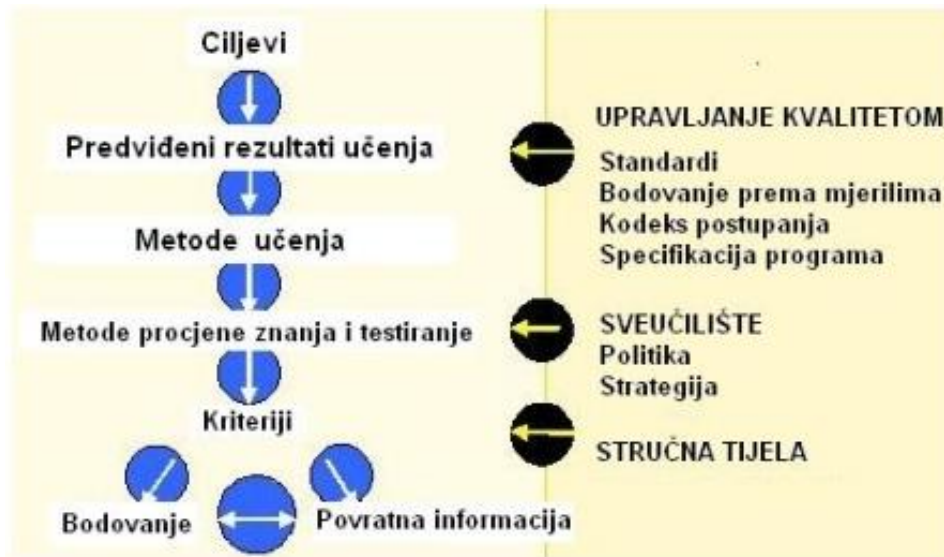 Ciljevi
Predviđeni rezultati učenja
Metode učenja
Metode procjene znanja i testiranje
Kriteriji
Bodovanje
Povratna informacija
UPRAVLJANJE KVALITETOM
Standardi
Bodovanje prema mjerilima
Kodeks postupanja
Specifikacija programa
SVEUČILIŠTE
Politika
Strategija
STRUČNA TIJELA